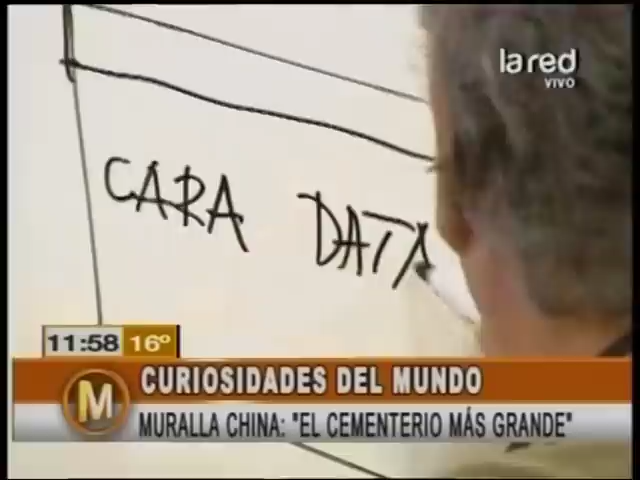 la red
VIVO
CARA DATA
11:58 16°
CURIOSIDADES DEL MUNDO
M
MURALLA CHINA: "EL CEMENTERIO MÁS GRANDE"